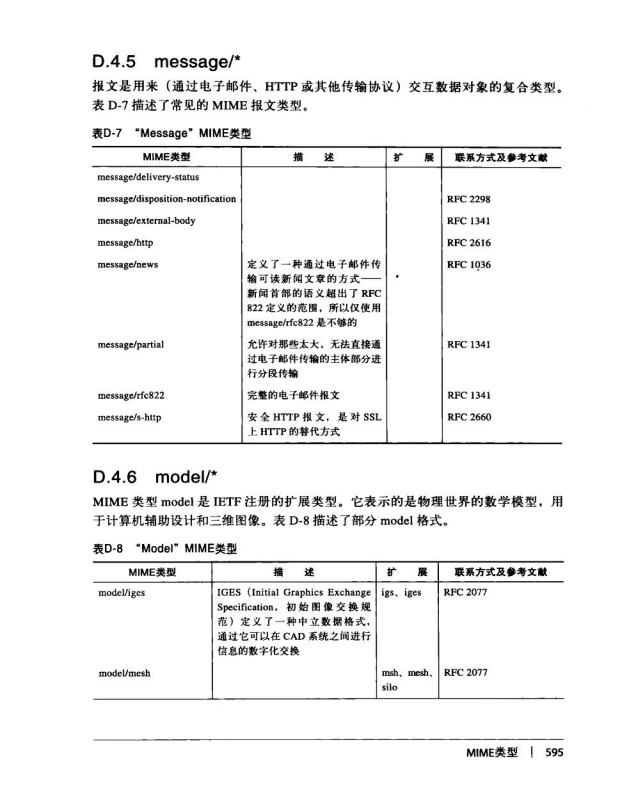 D.4.5 message/*
报文是用来（通过电子邮件、HTTP 或其他传输协议）交互数据对象的复合类型。
表 D-7 描述了常见的 MIME 报文类型。
表D-7 “Message”MIME类型
MIME类型 描 述 扩 展 联系方式及参考文献
message/delivery-status
message/disposition-notification RFC 2298
message/external-body RFC 1341
message/http RFC 2616
message/news 定义了一种通过电子邮件传 RFC 1036
输可读新闻文章的方式——
新闻首部的语义超出了 RFC
822 定义的范围，所以仅使用
message/rfc822 是不够的
message/partial 允许对那些太大，无法直接通 RFC 1341
过电子邮件传输的主体部分进
行分段传输
message/rfc822 完整的电子邮件报文 RFC 1341
message/s-http 安全 HTTP 报文，是对 SSL RFC 2660
上 HTTP 的替代方式
D.4.6 model/*
MIME 类型 model 是 IETF 注册的扩展类型。它表示的是物理世界的数学模型，用
于计算机辅助设计和三维图像。表 D-8 描述了部分 model 格式。
表D-8 “Model”MIME类型
MIME类型 描 述 扩 展 联系方式及参考文献
model/iges IGES（Initial Graphics Exchange igs、iges RFC 2077
Specification，初始图像交换规
范）定义了一种中立数据格式，
通过它可以在 CAD 系统之间进行
信息的数字化交换
model/mesh msh、mesh、 RFC 2077
silo
MIME类型 | 595